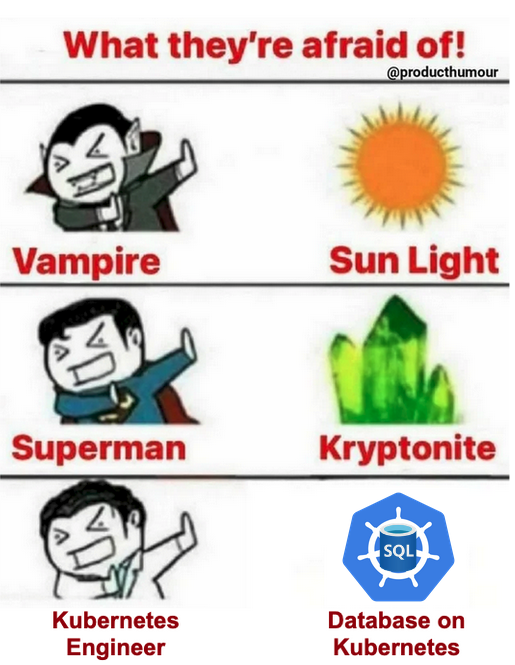 What they're afraid of!
@producthumour
Vampire
Sun Light
Superman
Kryptonite
SQL
Kubernetes
Engineer
Database on
Kubernetes